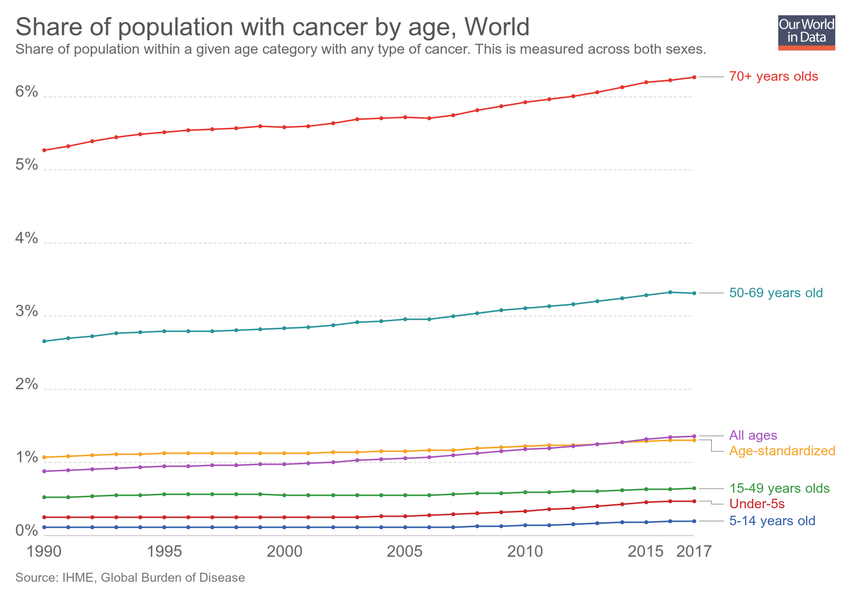 Share of population with cancer by age, World
Share of population within a given age category with any type of cancer. This is measured across both sexes.
Our World
in Data
6%
5%
4%
3%
2%
1%
0%
70+ years olds
50-69 years old
All ages
Age-standardized
15-49 years olds
Under-5s
5-14 years old
1990 1995 2000 2005 2010 2015 2017
Source: IHME, Global Burden of Disease